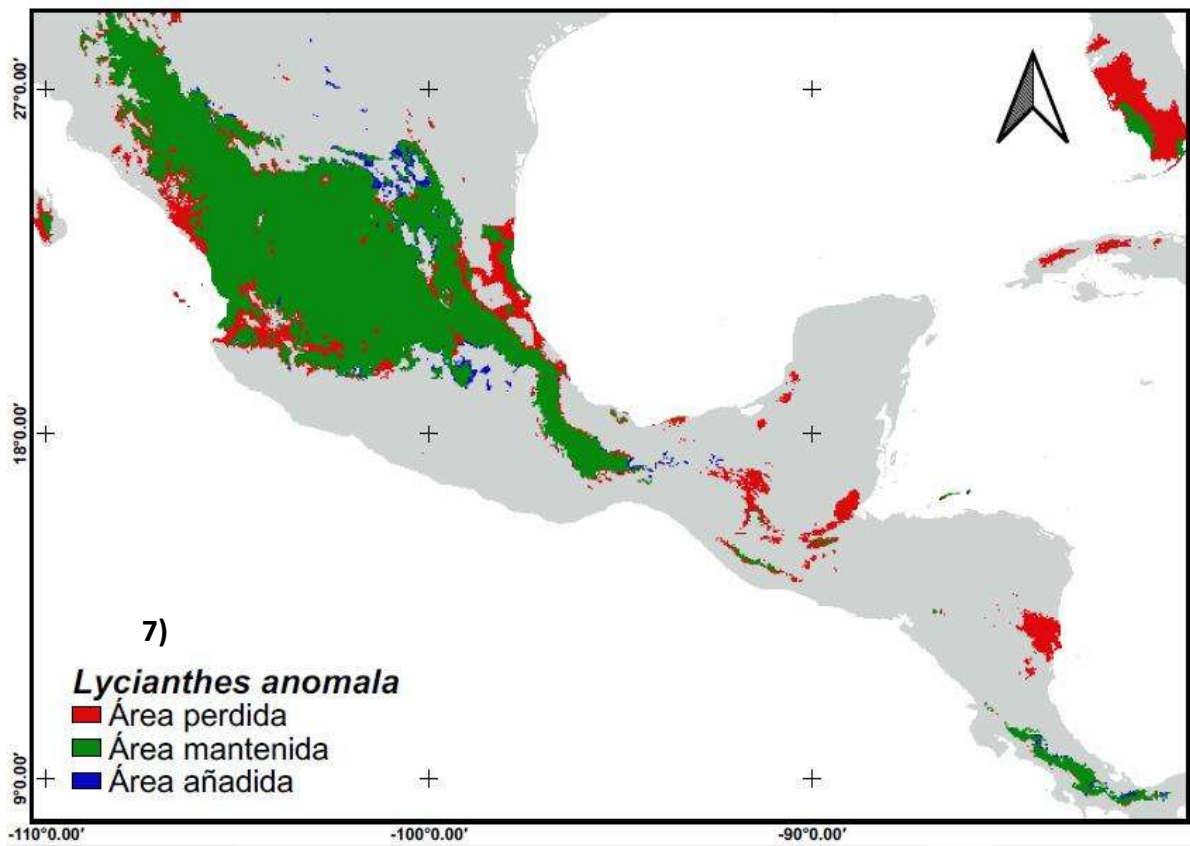 27°0.00′
18°0.00′
9°0.00′
7)
Lycianthes anomala
Área perdida
Área mantenida
Área añadida
-110°0.00′
-100°0.00′
-90°0.00′